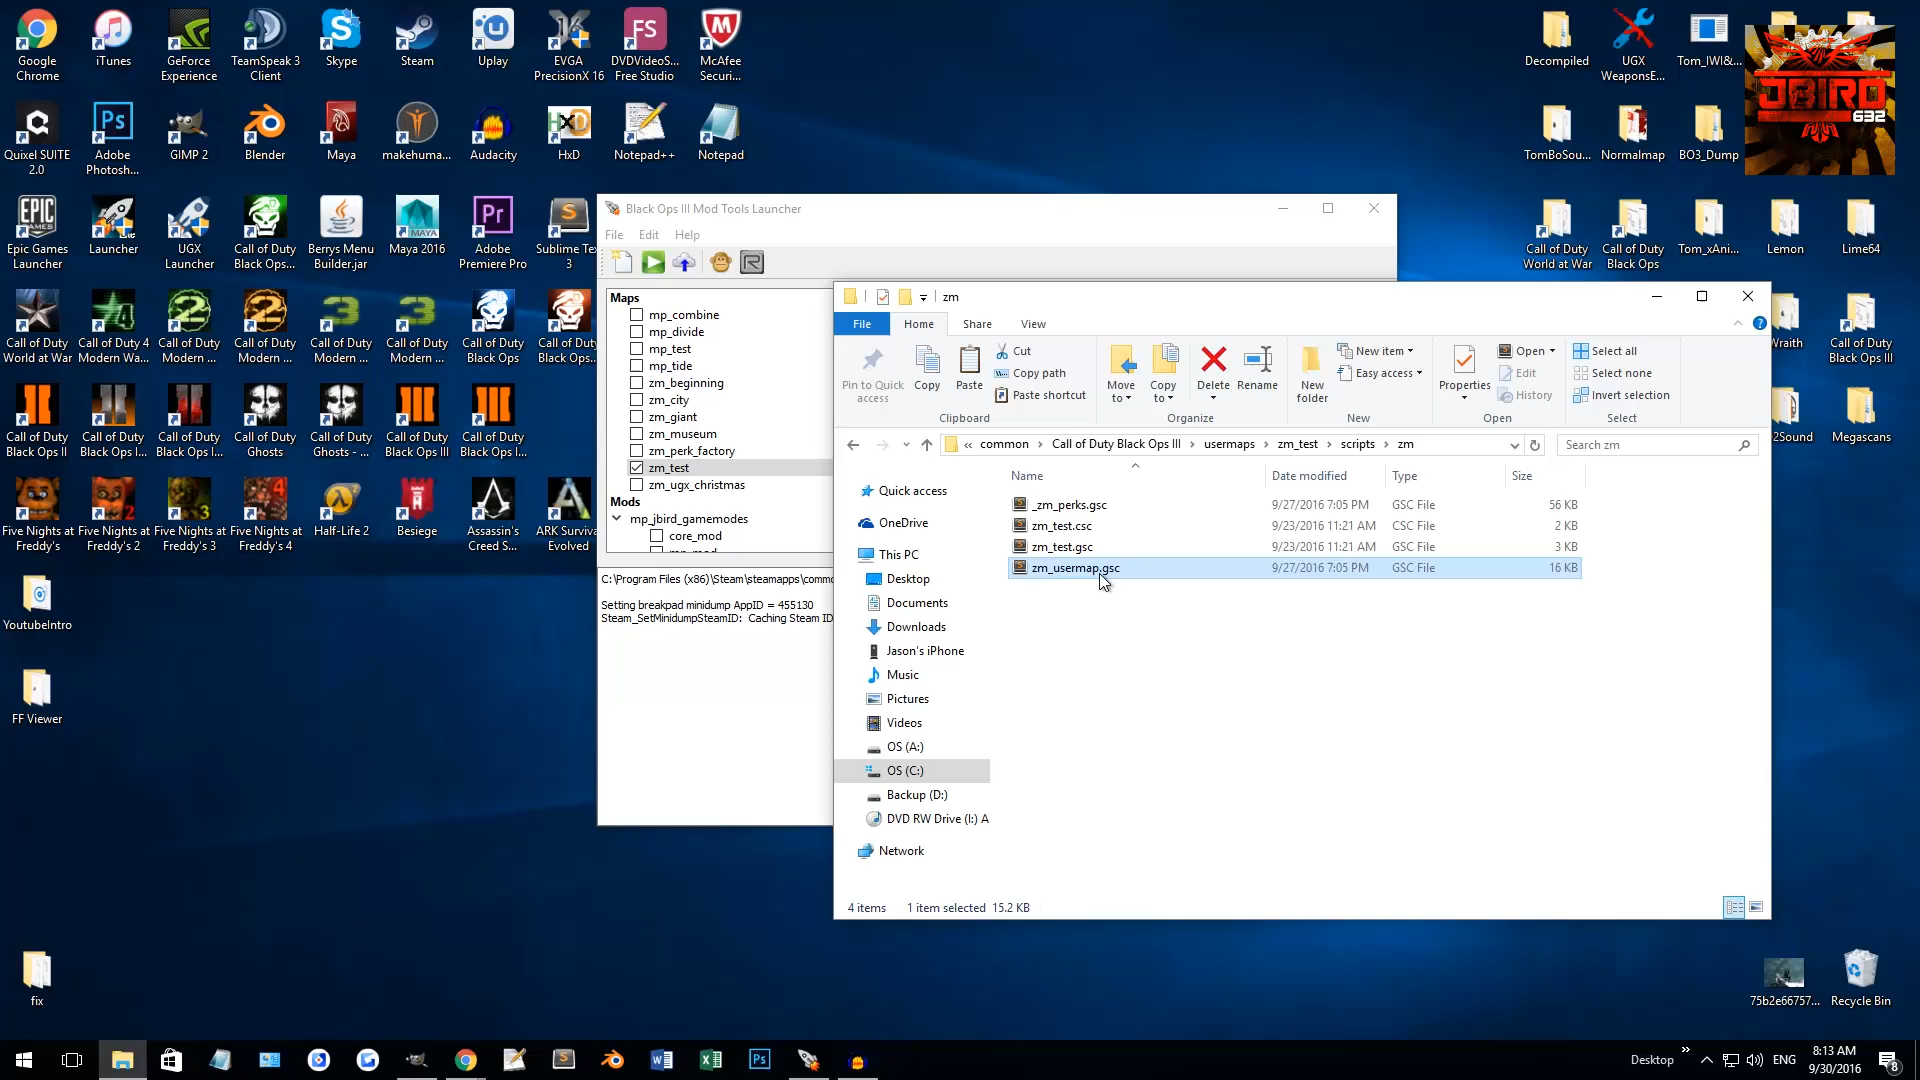 Google
Chrome
iTunes
GeForce
Experience
TeamSpeak 3
Client
Skype
Steam
Uplay
EVGA
PrecisionX 16
DVDVideoS...
Free Studio
McAfee
Securi...
Decompiled
UGX
WeaponsE...
Tom_IWI&...
JBIRD
632
Quixel SUITE
2.0
Adobe
Photosh...
GIMP 2
Blender
Maya
makehuma...
Audacity
HxD
Notepad++
Notepad
TomBoSou...
Normalmap
BO3_Dump
Epic Games
Launcher
Launcher
UGX
Launcher
Call of Duty
Black Ops...
Berrys Menu
Builder.jar
Maya 2016
Adobe
Premiere Pro
Sublime Tex
3
Call of Duty
World at War
Call of Duty
Black Ops
Tom_xAni...
Lemon
Lime64
Call of Duty
World at War
Call of Duty 4
Modern Wa...
Call of Duty
Modern ...
Call of Duty
Modern ...
Call of Duty
Modern ...
Call of Duty
Modern ...
Call of Duty
Black Ops
Call of Duty
Black Ops...
Wraith
Call of Duty
Black Ops III
Call of Duty
Black Ops II
Call of Duty
Black Ops I...
Call of Duty
Black Ops I...
Call of Duty
Ghosts
Call of Duty
Ghosts - ...
Call of Duty
Black Ops III
Call of Duty
Black Ops I...
2Sound
Megascans
Five Nights at
Freddy's
Five Nights at
Freddy's 2
Five Nights at
Freddy's 3
Five Nights at
Freddy's 4
Half-Life 2
Besiege
Assassin's
Creed S...
ARK Surviva
Evolved
YoutubeIntro
FF Viewer
fix
75b2e66757...
Recycle Bin
Black Ops III Mod Tools Launcher
File Edit Help
Maps
mp_combine
mp_divide
mp_test
mp_tide
zm_beginning
zm_city
zm_giant
zm_museum
zm_perk_factory
zm_test
zm_ugx_christmas
Mods
mp_jbird_gamemodes
core_mod
C:\Program Files (x86)\Steam\steamapps\commo
Setting breakpad minidump AppID = 455130
Steam_SetMinidumpSteamID: Caching Steam ID
zm
File Home Share View
Pin to Quick
access
Copy
Paste
Cut
Copy path
Paste shortcut
Clipboard
Move
to
Copy
to
Delete
Rename
Organize
New
folder
New item
Easy access
New
Properties
Open
Edit
History
Open
Select all
Select none
Invert selection
Select
« common > Call of Duty Black Ops III > usermaps > zm_test > scripts > zm
Search zm
Name Date modified Type Size
_zm_perks.gsc 9/27/2016 7:05 PM GSC File 56 KB
zm_test.csc 9/23/2016 11:21 AM CSC File 2 KB
zm_test.gsc 9/23/2016 11:21 AM GSC File 3 KB
zm_usermap.gsc 9/27/2016 7:05 PM GSC File 16 KB
Quick access
OneDrive
This PC
Desktop
Documents
Downloads
Jason's iPhone
Music
Pictures
Videos
OS (A:)
OS (C:)
Backup (D:)
DVD RW Drive (I:) A
Network
4 items 1 item selected 15.2 KB
Desktop
ENG
8:13 AM
9/30/2016
8